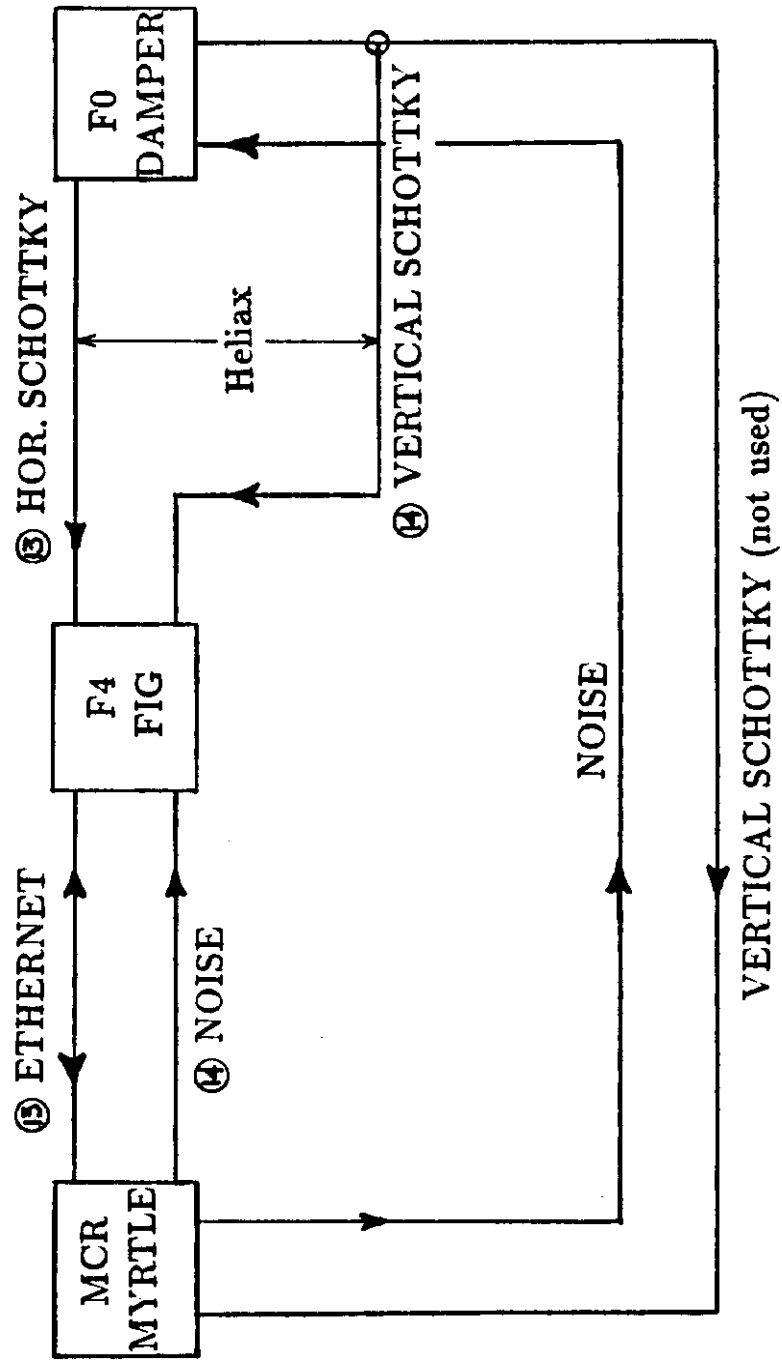 ⑮ ETHERNET
⑬ HOR. SCHOTTKY
MCR
MYRTLE
F4
FIG
F0
DAMPER
⑭ NOISE
Heliax
⑭ VERTICAL SCHOTTKY
NOISE
VERTICAL SCHOTTKY (not used)